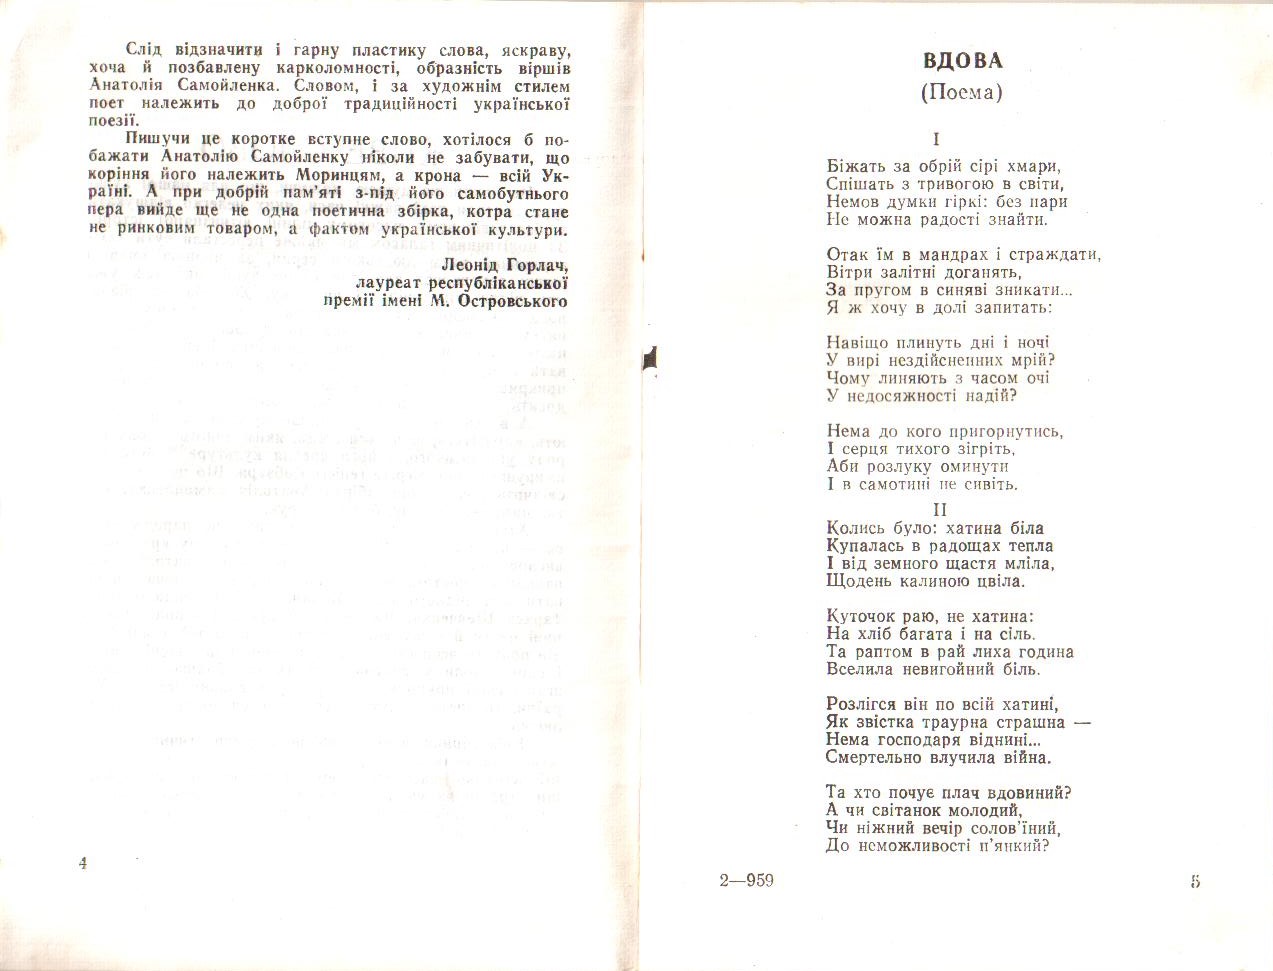 Слід відзначити і гарну пластику слова, яскраву,
хоча й позбавлену карколомності, образність віршів
Анатолія Самойленка. Словом, і за художнім стилем
поет належить до доброї традиційності української
поезії.
Пишучи це коротке вступне слово, хотілося б по-
бажати Анатолію Самойленку ніколи не забувати, що
коріння його належить Моринцям, а крона — всій Ук-
раїні. А при добрій пам'яті з-під його самобутнього
пера вийде ще не одна поетична збірка, котра стане
не ринковим товаром, а фактом української культури.
Леонід Горлач,
лауреат республіканської
премії імені М. Островського
4
ВДОВА
(Поема)
I
Біжать за обрій сірі хмари,
Спішать з тривогою в світи,
Немов думки гіркі: без пари
Не можна радості знайти.
Отак їм в мандрах і страждати,
Вітри залітні доганять,
За пругом в синяві зникати...
Я ж хочу в долі запитать:
Навіщо плинуть дні і ночі
У вирі нездійсненних мрій?
Чому линяють з часом очі
У недосяжності надій?
Нема до кого пригорнутись,
І серця тихого зігріть,
Аби розлуку оминути
І в самотині не сивіть.
II
Колись було: хатина біла
Купалась в радощах тепла
І від земного щастя мліла,
Щодень калиною цвіла.
Куточок раю, не хатина:
На хліб багата і на сіль.
Та раптом в рай лиха година
Вселила невигойний біль.
Розлігся він по всій хатині,
Як звістка траурна страшна —
Нема господаря віднині...
Смертельно влучила війна.
Та хто почує плач вдовиний?
А чи світанок молодий,
Чи ніжний вечір солов'їний,
До неможливості п'янкий?
2—959
5